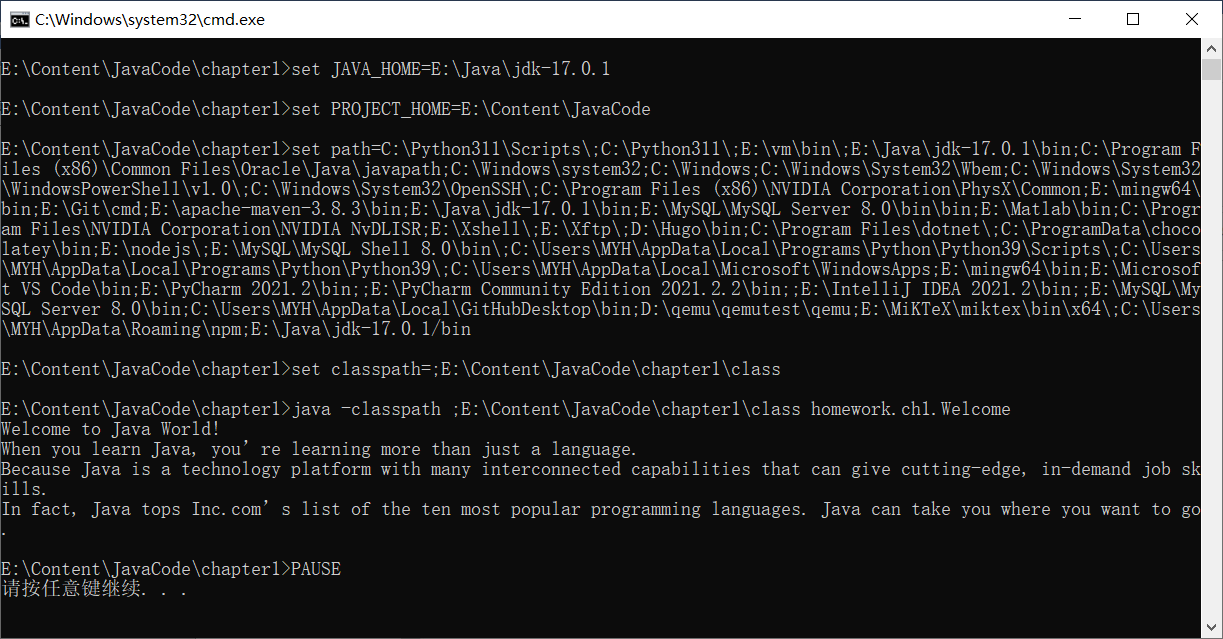 C:\Windows\system32\cmd.exe
E:\Content\JavaCode\chapter1>set JAVA_HOME=E:\Java\jdk-17.0.1
E:\Content\JavaCode\chapter1>set PROJECT_HOME=E:\Content\JavaCode
E:\Content\JavaCode\chapter1>set path=C:\Python311\Scripts\;C:\Python311\;E:\vm\bin\;E:\Java\jdk-17.0.1\bin;C:\Program F
iles (x86)\Common Files\Oracle\Java\javapath;C:\Windows\system32;C:\Windows;C:\Windows\System32\Wbem;C:\Windows\System32
\WindowsPowerShell\v1.0\;C:\Windows\System32\OpenSSH\;C:\Program Files (x86)\NVIDIA Corporation\PhysX\Common;E:\mingw64\
bin;E:\Git\cmd;E:\apache-maven-3.8.3\bin;E:\Java\jdk-17.0.1\bin;E:\MySQL\MySQL Server 8.0\bin\bin;E:\Matlab\bin;C:\Progr
am Files\NVIDIA Corporation\NVIDIA NvDLISR;E:\Xshell\;E:\Xftp\;D:\Hugo\bin;C:\Program Files\dotnet\;C:\ProgramData\choco
latey\bin;E:\nodejs\;E:\MySQL\MySQL Shell 8.0\bin\;C:\Users\MYH\AppData\Local\Programs\Python\Python39\Scripts\;C:\Users
\MYH\AppData\Local\Programs\Python\Python39\;C:\Users\MYH\AppData\Local\Microsoft\WindowsApps;E:\mingw64\bin;E:\Microsof
t VS Code\bin;E:\PyCharm 2021.2\bin;;E:\PyCharm Community Edition 2021.2.2\bin;;E:\IntelliJ IDEA 2021.2\bin;;E:\MySQL\My
SQL Server 8.0\bin;C:\Users\MYH\AppData\Local\GitHubDesktop\bin;D:\qemu\qemutest\qemu;E:\MiKTeX\miktex\bin\x64\;C:\Users
\MYH\AppData\Roaming\npm;E:\Java\jdk-17.0.1/bin
E:\Content\JavaCode\chapter1>set classpath=;E:\Content\JavaCode\chapter1\class
E:\Content\JavaCode\chapter1>java -classpath ;E:\Content\JavaCode\chapter1\class homework.ch1.Welcome
Welcome to Java World!
When you learn Java, you’re learning more than just a language.
Because Java is a technology platform with many interconnected capabilities that can give cutting-edge, in-demand job sk
ills.
In fact, Java tops Inc.com’s list of the ten most popular programming languages. Java can take you where you want to go
.
E:\Content\JavaCode\chapter1>PAUSE
请按任意键继续. . .